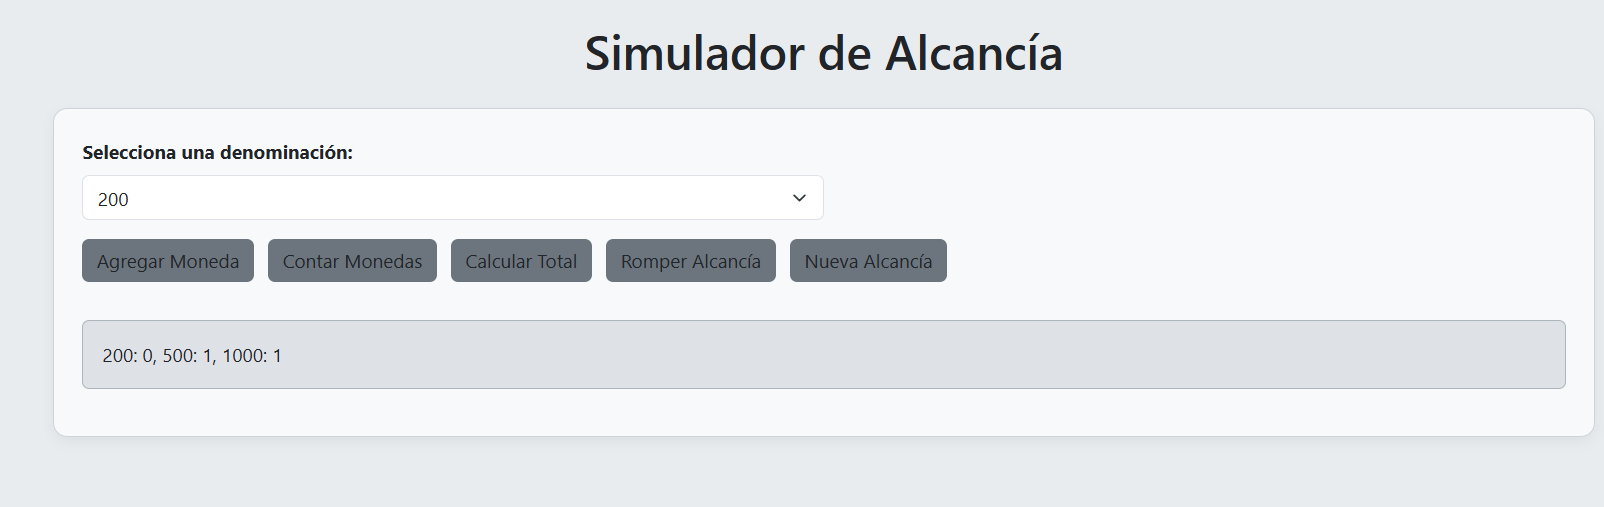 Simulador de Alcancía
Selecciona una denominación:
200
Agregar Moneda Contar Monedas Calcular Total Romper Alcancía Nueva Alcancía
200: 0, 500: 1, 1000: 1